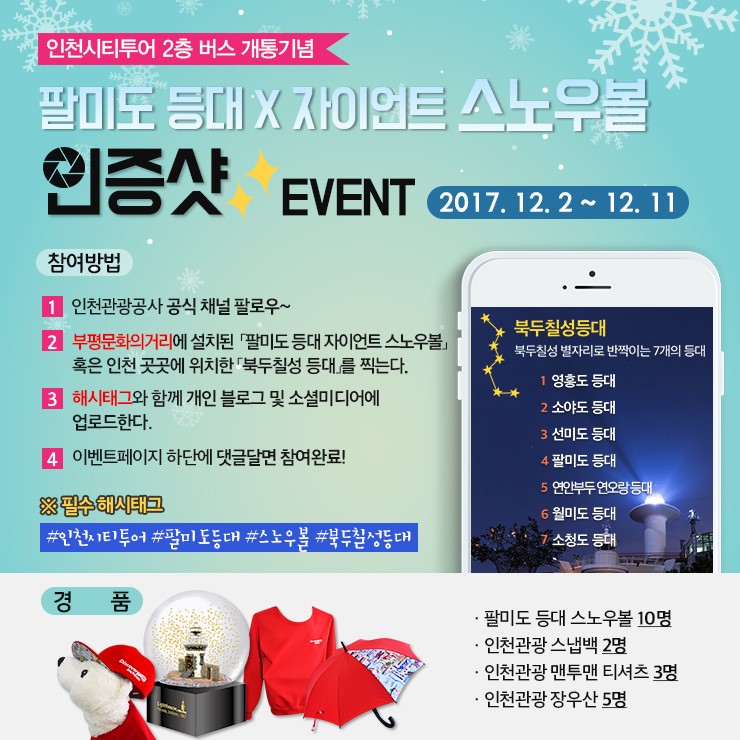 인천시티투어 2층 버스 개통기념
팔미도 등대 X 자이언트 스노우볼
인증샷 EVENT
2017. 12. 2 ~ 12. 11
참여방법
1 인천관광공사 공식 채널 팔로우~
2 부평문화의거리에 설치된 「팔미도 등대 자이언트 스노우볼」
혹은 인천 곳곳에 위치한「북두칠성 등대」를 찍는다.
3 해시태그와 함께 개인 블로그 및 소셜미디어에
업로드한다.
4 이벤트페이지 하단에 댓글달면 참여완료!
※ 필수 해시태그
#인천시티투어 #팔미도등대 #스노우볼 #북두칠성등대
북두칠성등대
북두칠성 별자리로 반짝이는 7개의 등대
1 영흥도 등대
2 소야도 등대
3 선미도 등대
4 팔미도 등대
5 연안부두 연오랑 등대
6 월미도 등대
7 소청도 등대
경 품
· 팔미도 등대 스노우볼 10명
· 인천관광 스냅백 2명
· 인천관광 맨투맨 티셔츠 3명
· 인천관광 장우산 5명